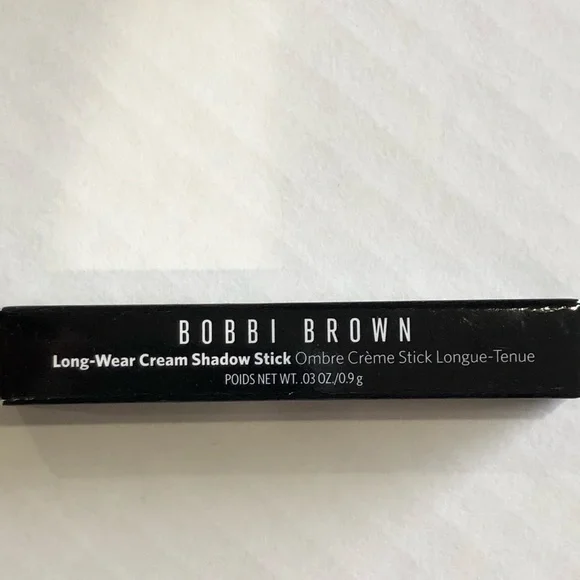 BOBBI BROWN
Long-Wear Cream Shadow Stick Ombre Crème Stick Longue-Tenue
POIDS NET WT. .03 OZ./0.9 g